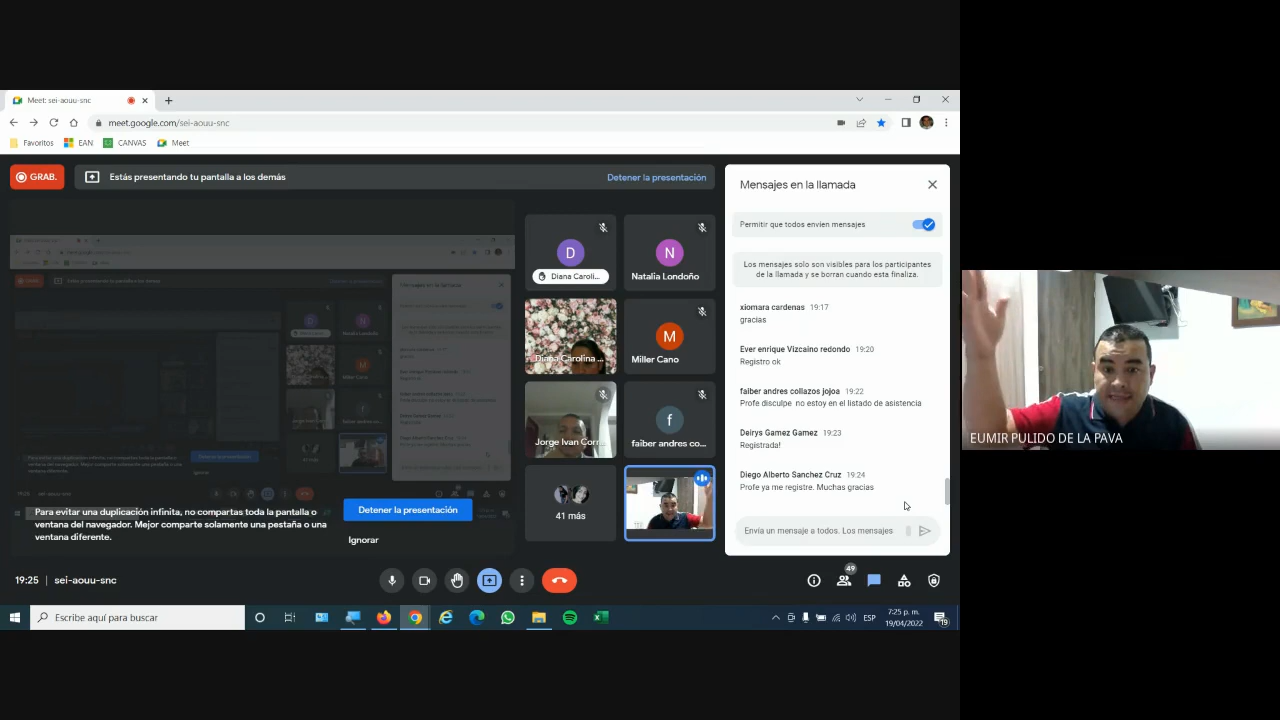 Meet: sei-aouu-snc
meet.google.com/sei-aouu-snc
Favoritos EAN CANVAS Meet
GRAB. Estás presentando tu pantalla a los demás Detener la presentación
D
Diana Caroli...
N
Natalia Londoño
Diana Carolina ...
M
Miller Cano
Jorge Ivan Corr...
f
faiber andres co...
41 más
Para evitar una duplicación infinita, no compartas toda la pantalla o
ventana del navegador. Mejor comparte solamente una pestaña o una
ventana diferente.
Detener la presentación
Ignorar
Mensajes en la llamada
Permitir que todos envíen mensajes
Los mensajes solo son visibles para los participantes
de la llamada y se borran cuando esta finaliza.
xiomara cardenas 19:17
gracias
Ever enrique Vizcaino redondo 19:20
Registro ok
faiber andres collazos jojoa 19:22
Profe disculpe no estoy en el listado de asistencia
Deirys Gamez Gamez 19:23
Registrada!
Diego Alberto Sanchez Cruz 19:24
Profe ya me registre. Muchas gracias
Envía un mensaje a todos. Los mensajes
19:25 | sei-aouu-snc
49
Escribe aquí para buscar
ESP
7:25 p. m.
19/04/2022
19
EUMIR PULIDO DE LA PAVA